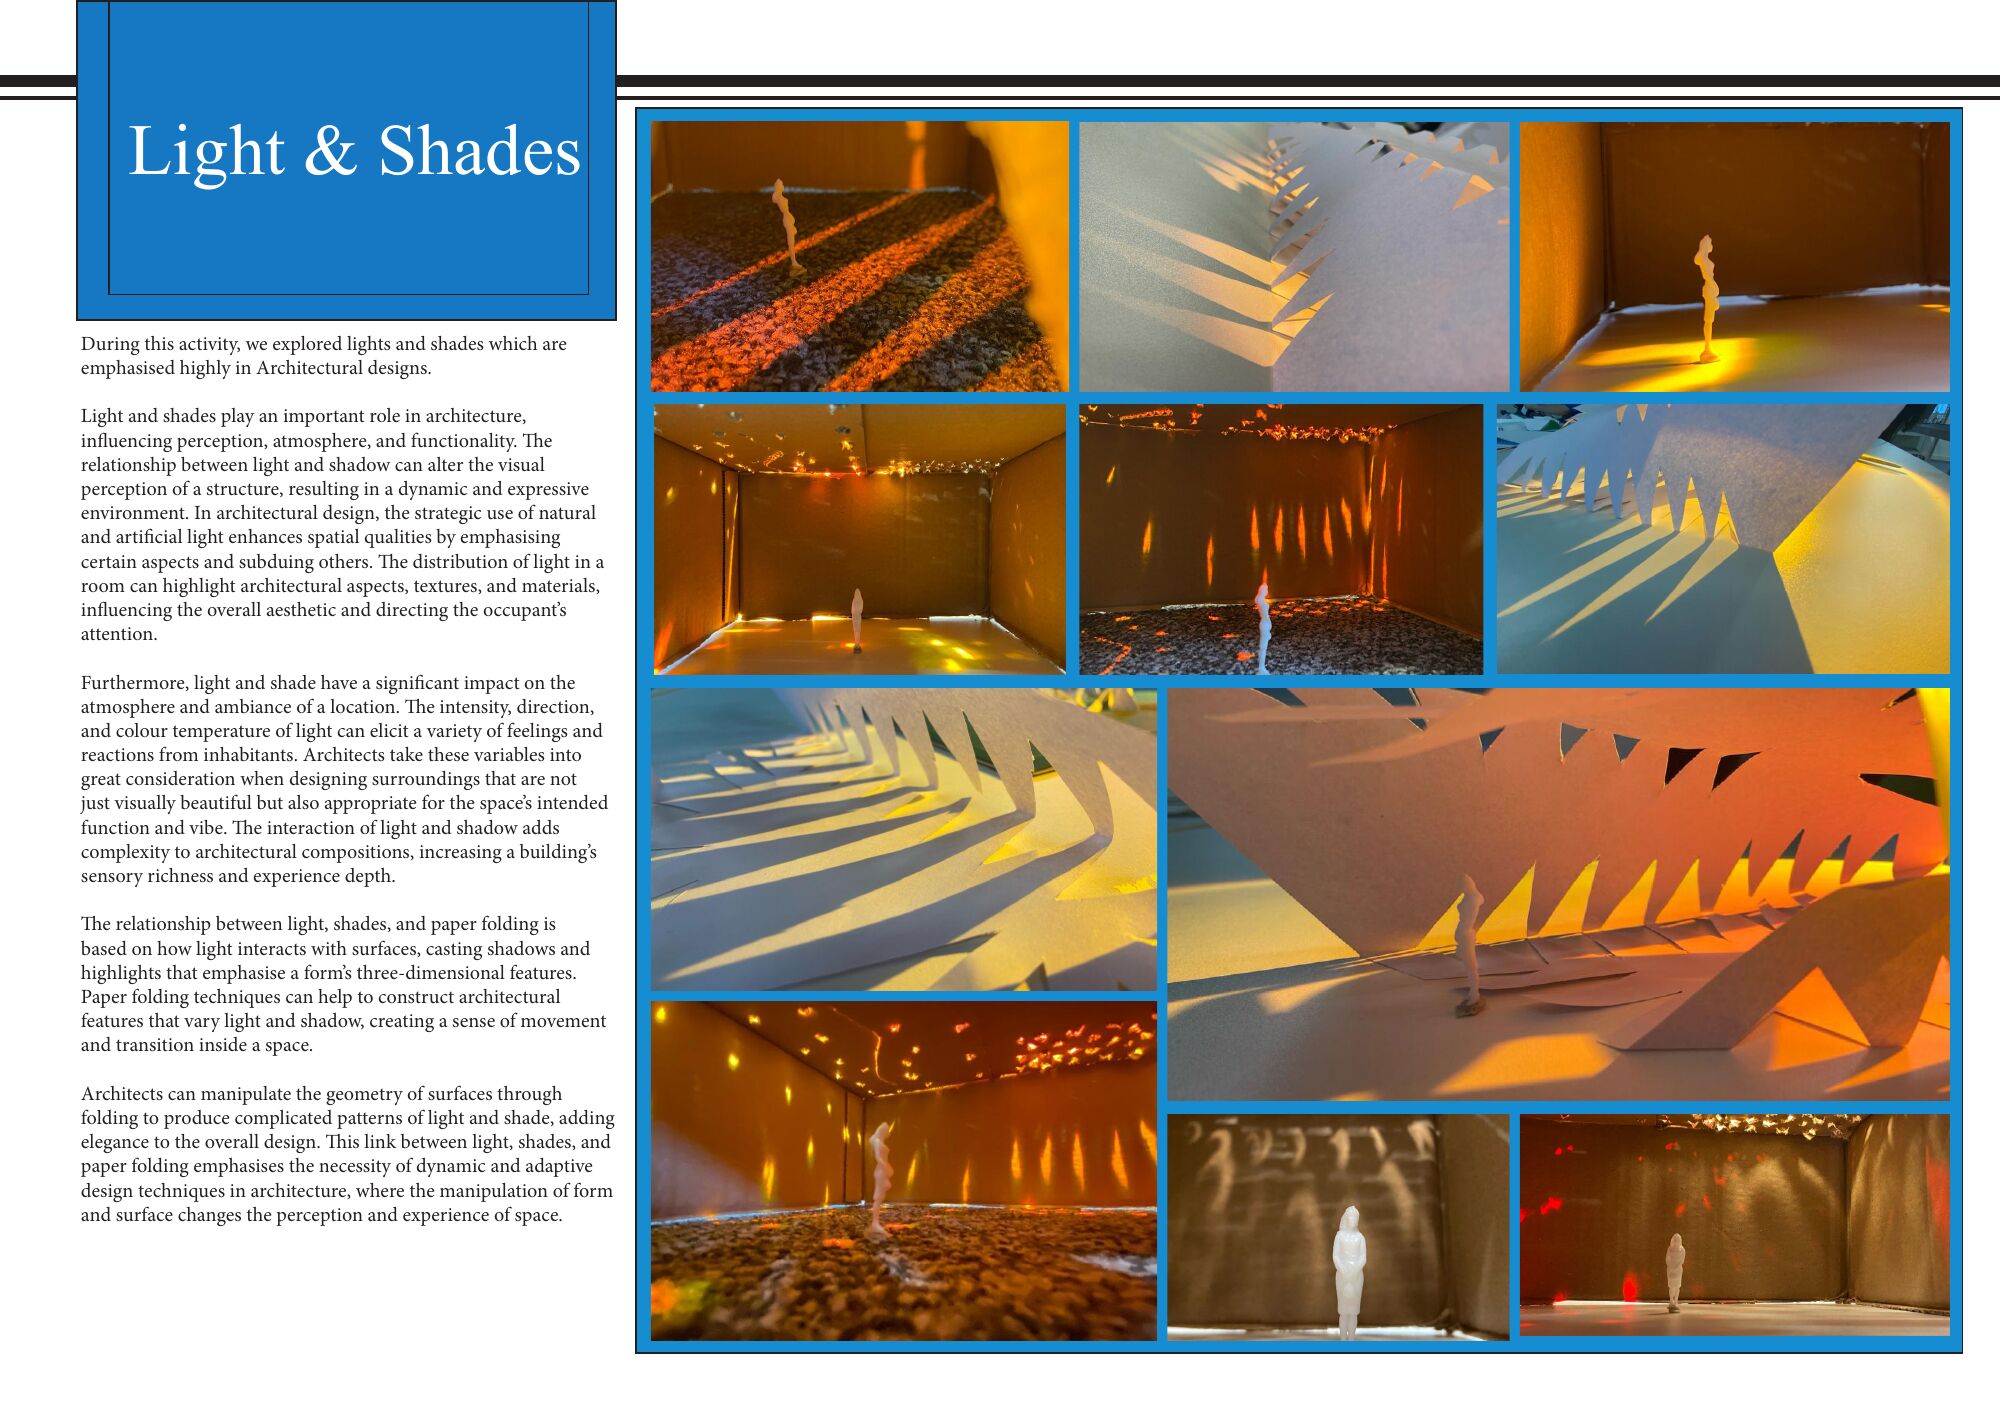 Light & Shades
During this activity, we explored lights and shades which are
emphasised highly in Architectural designs.
Light and shades play an important role in architecture,
influencing perception, atmosphere, and functionality. The
relationship between light and shadow can alter the visual
perception of a structure, resulting in a dynamic and expressive
environment. In architectural design, the strategic use of natural
and artificial light enhances spatial qualities by emphasising
certain aspects and subduing others. The distribution of light in a
room can highlight architectural aspects, textures, and materials,
influencing the overall aesthetic and directing the occupant’s
attention.
Furthermore, light and shade have a significant impact on the
atmosphere and ambiance of a location. The intensity, direction,
and colour temperature of light can elicit a variety of feelings and
reactions from inhabitants. Architects take these variables into
great consideration when designing surroundings that are not
just visually beautiful but also appropriate for the space’s intended
function and vibe. The interaction of light and shadow adds
complexity to architectural compositions, increasing a building’s
sensory richness and experience depth.
The relationship between light, shades, and paper folding is
based on how light interacts with surfaces, casting shadows and
highlights that emphasise a form’s three-dimensional features.
Paper folding techniques can help to construct architectural
features that vary light and shadow, creating a sense of movement
and transition inside a space.
Architects can manipulate the geometry of surfaces through
folding to produce complicated patterns of light and shade, adding
elegance to the overall design. This link between light, shades, and
paper folding emphasises the necessity of dynamic and adaptive
design techniques in architecture, where the manipulation of form
and surface changes the perception and experience of space.